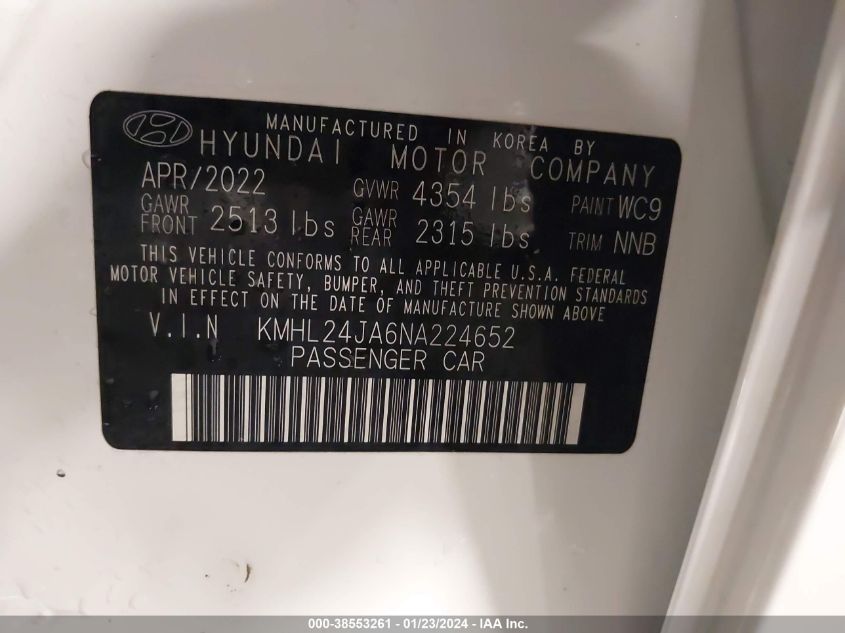 MANUFACTURED IN KOREA BY
HYUNDAI MOTOR COMPANY
APR/2022 GVWR 4354 lbs PAINT WC9
GAWR FRONT 2513 lbs GAWR REAR 2315 lbs TRIM NNB
THIS VEHICLE CONFORMS TO ALL APPLICABLE U.S.A. FEDERAL
MOTOR VEHICLE SAFETY, BUMPER, AND THEFT PREVENTION STANDARDS
IN EFFECT ON THE DATE OF MANUFACTURE SHOWN ABOVE
V.I.N KMHL24JA6NA224652
PASSENGER CAR
000-38553261 - 01/23/2024 - IAA Inc.